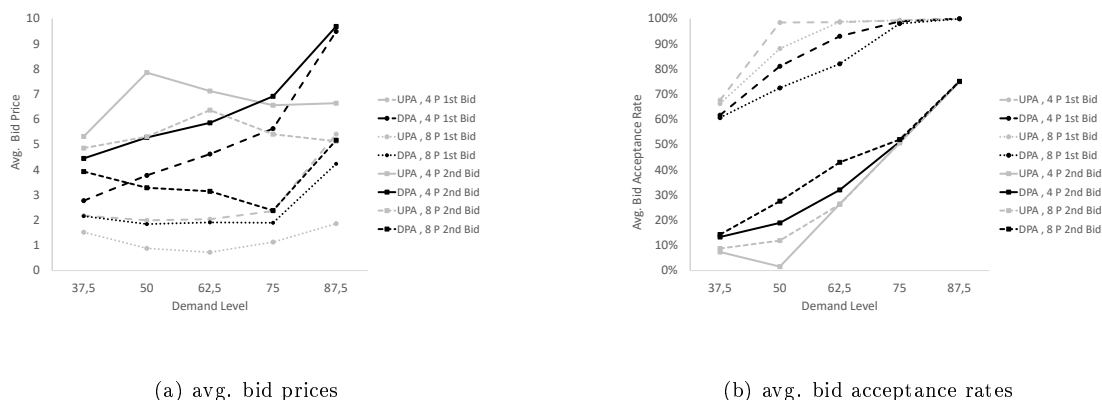 10
9
8
7
6
5
4
3
2
1
0
Avg. Bid Price
37,5 50 62,5 75 87,5
Demand Level
UPA , 4 P 1st Bid
DPA , 4 P 1st Bid
UPA , 8 P 1st Bid
DPA , 8 P 1st Bid
UPA , 4 P 2nd Bid
DPA , 4 P 2nd Bid
UPA , 8 P 2nd Bid
DPA , 8 P 2nd Bid
(a) avg. bid prices
100%
90%
80%
70%
60%
50%
40%
30%
20%
10%
0%
Avg. Bid Acceptance Rate
37,5 50 62,5 75 87,5
Demand Level
UPA , 4 P 1st Bid
DPA , 4 P 1st Bid
UPA , 8 P 1st Bid
DPA , 8 P 1st Bid
UPA , 4 P 2nd Bid
DPA , 4 P 2nd Bid
UPA , 8 P 2nd Bid
DPA , 8 P 2nd Bid
(b) avg. bid acceptance rates